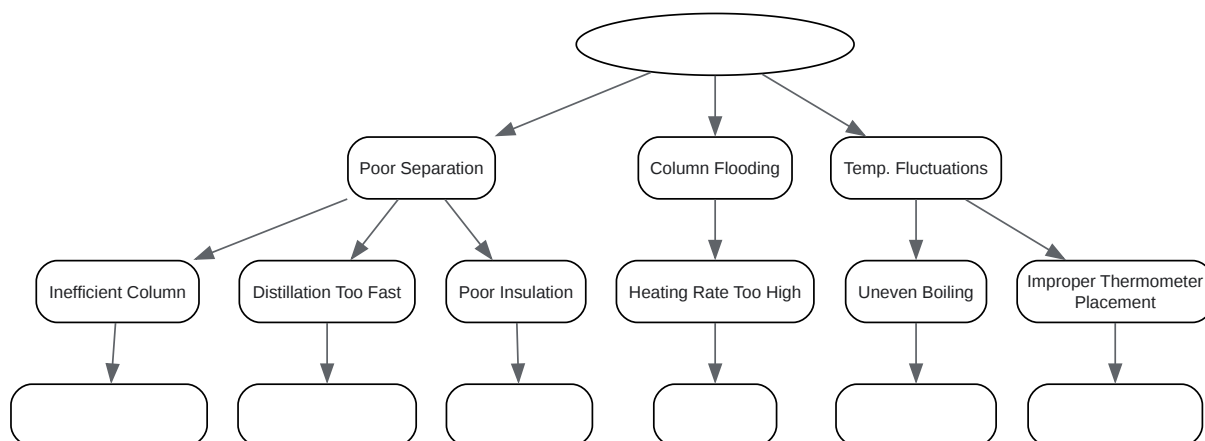 Poor Separation
Column Flooding
Temp. Fluctuations
Inefficient Column
Distillation Too Fast
Poor Insulation
Heating Rate Too High
Uneven Boiling
Improper Thermometer
Placement